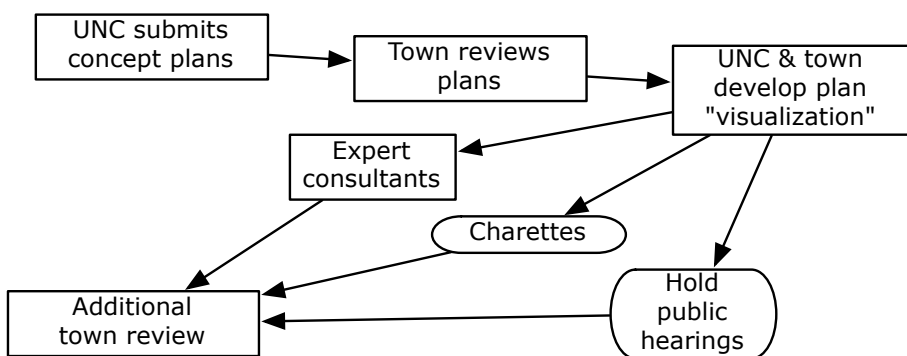 UNC submits
concept plans
Town reviews
plans
UNC & town
develop plan
"visualization"
Expert
consultants
Charettes
Hold
public
hearings
Additional
town review